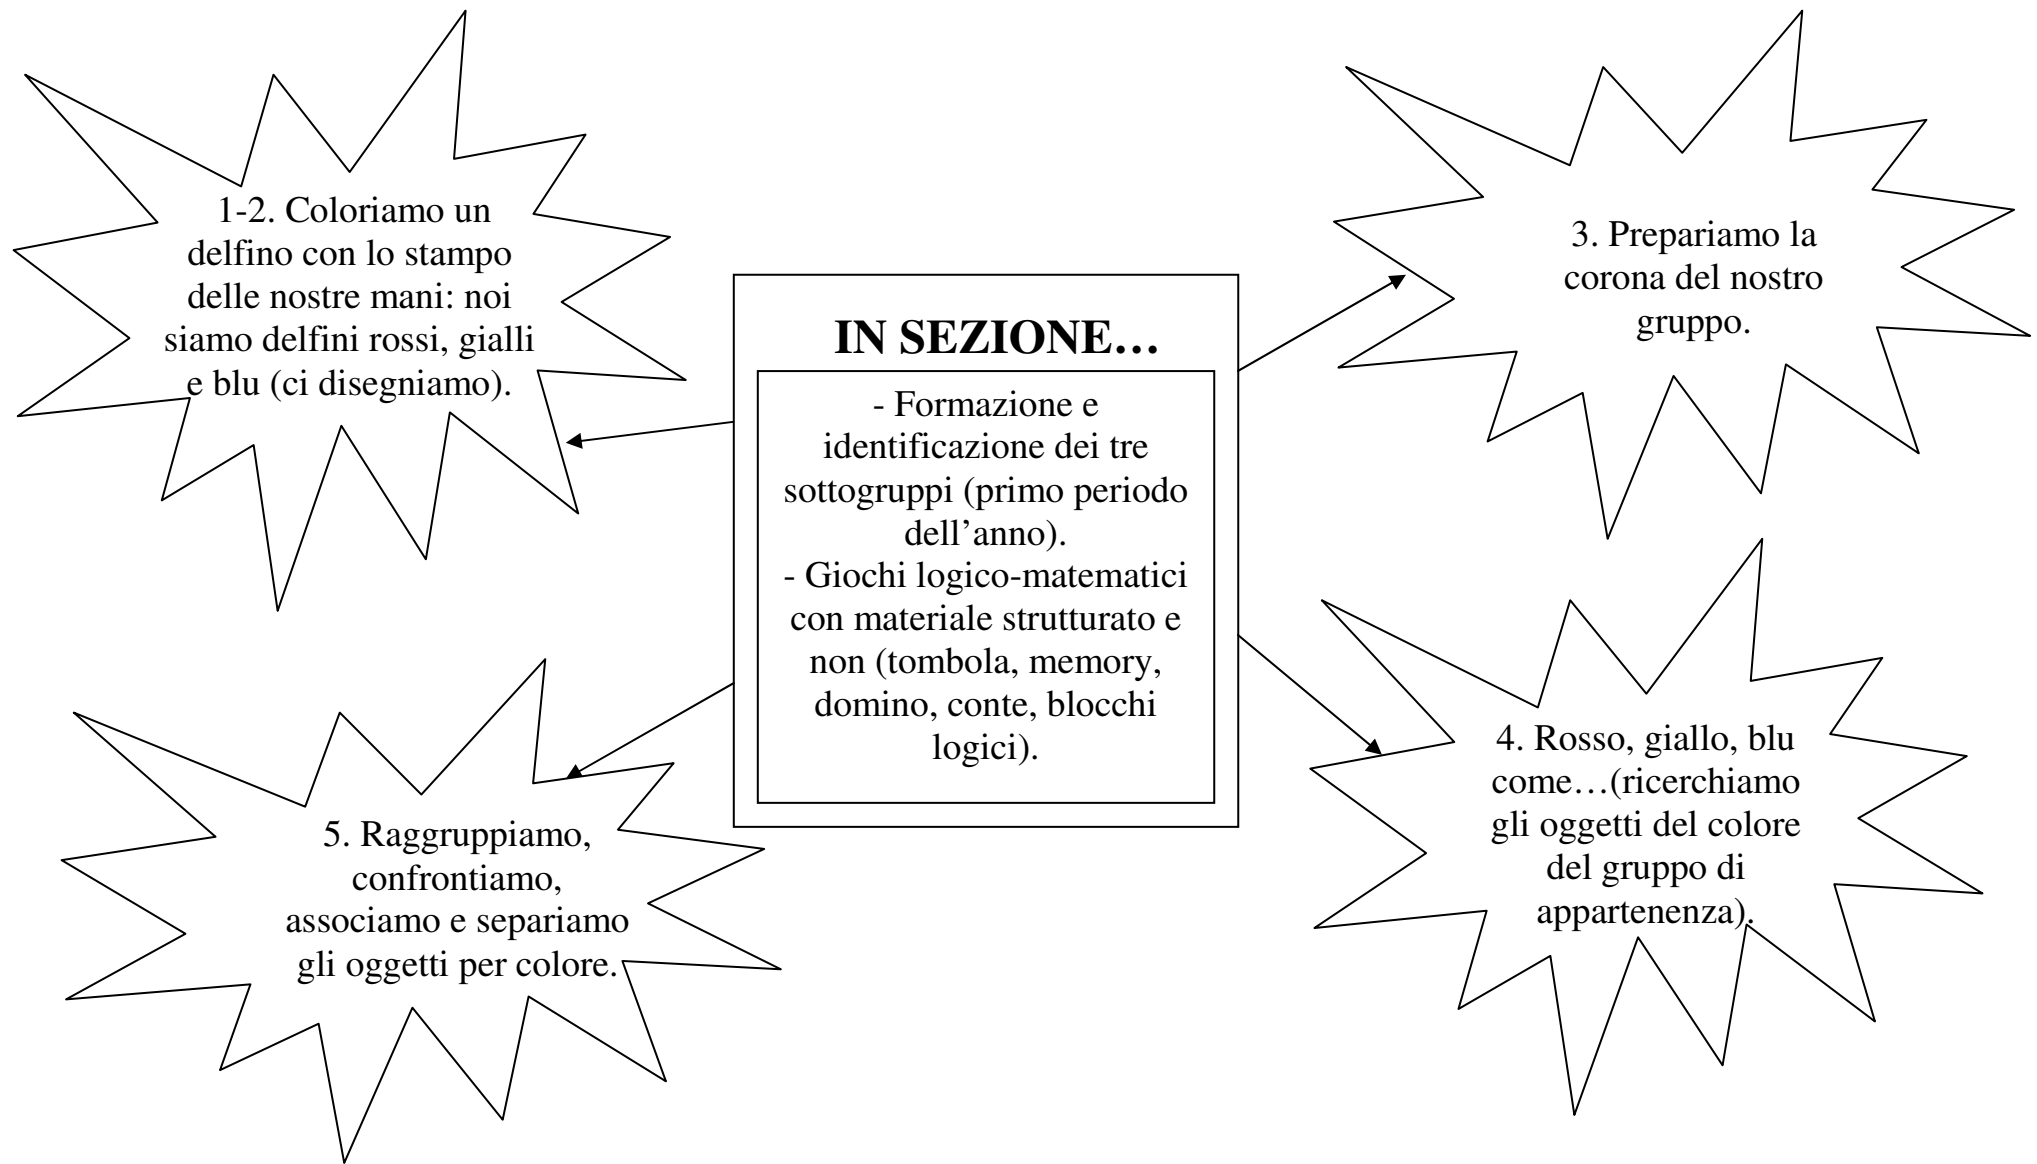 1-2. Coloriamo un
delfino con lo stampo
delle nostre mani: noi
siamo delfini rossi, gialli
e blu (ci disegniamo).
3. Prepariamo la
corona del nostro
gruppo.
IN SEZIONE…
- Formazione e
identificazione dei tre
sottogruppi (primo periodo
dell’anno).
- Giochi logico-matematici
con materiale strutturato e
non (tombola, memory,
domino, conte, blocchi
logici).
4. Rosso, giallo, blu
come…(ricerchiamo
gli oggetti del colore
del gruppo di
appartenenza).
5. Raggruppiamo,
confrontiamo,
associamo e separiamo
gli oggetti per colore.